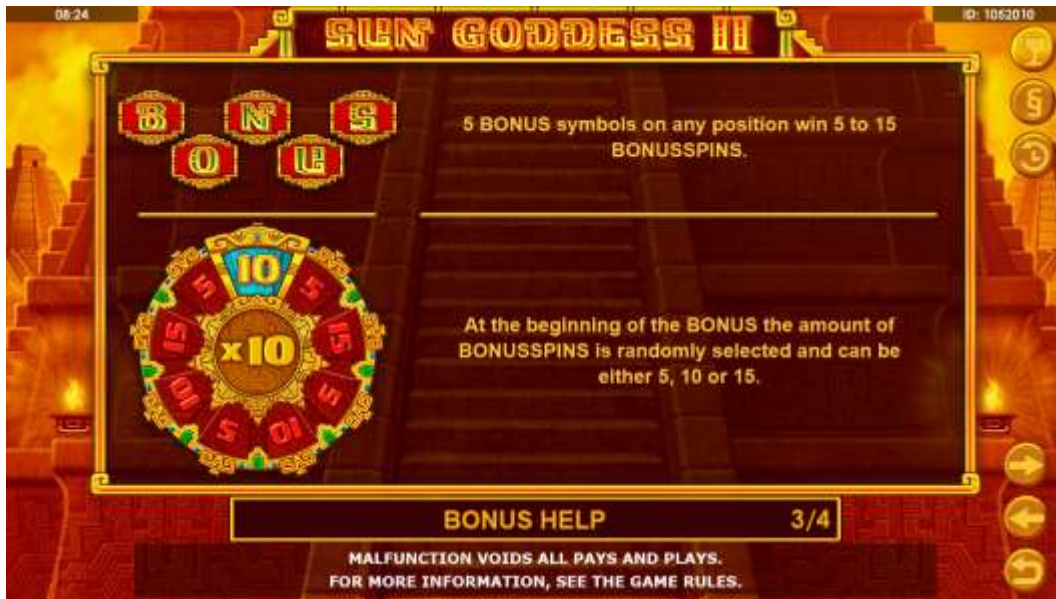 08:24
ID: 1052010
SUN GODDESS II
B N S
O U
5 BONUS symbols on any position win 5 to 15
BONUSSPINS.
10
5
5
15
15
10
5
5
10
x10
At the beginning of the BONUS the amount of
BONUSSPINS is randomly selected and can be
either 5, 10 or 15.
BONUS HELP 3/4
MALFUNCTION VOIDS ALL PAYS AND PLAYS.
FOR MORE INFORMATION, SEE THE GAME RULES.